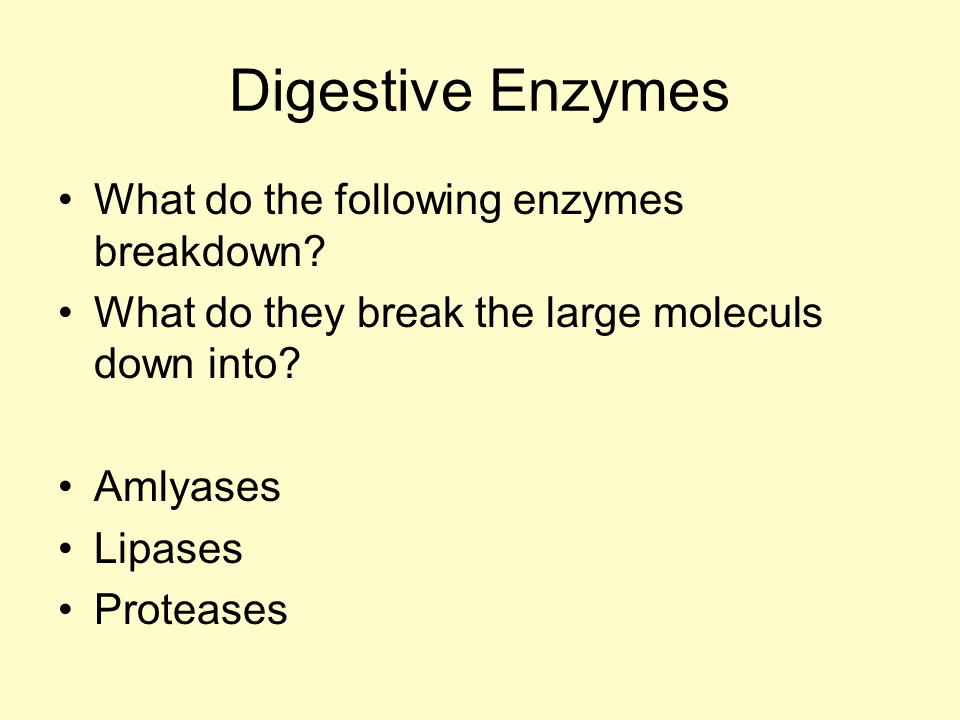 Digestive Enzymes
• What do the following enzymes
breakdown?
• What do they break the large moleculs
down into?
• Amlyases
• Lipases
• Proteases